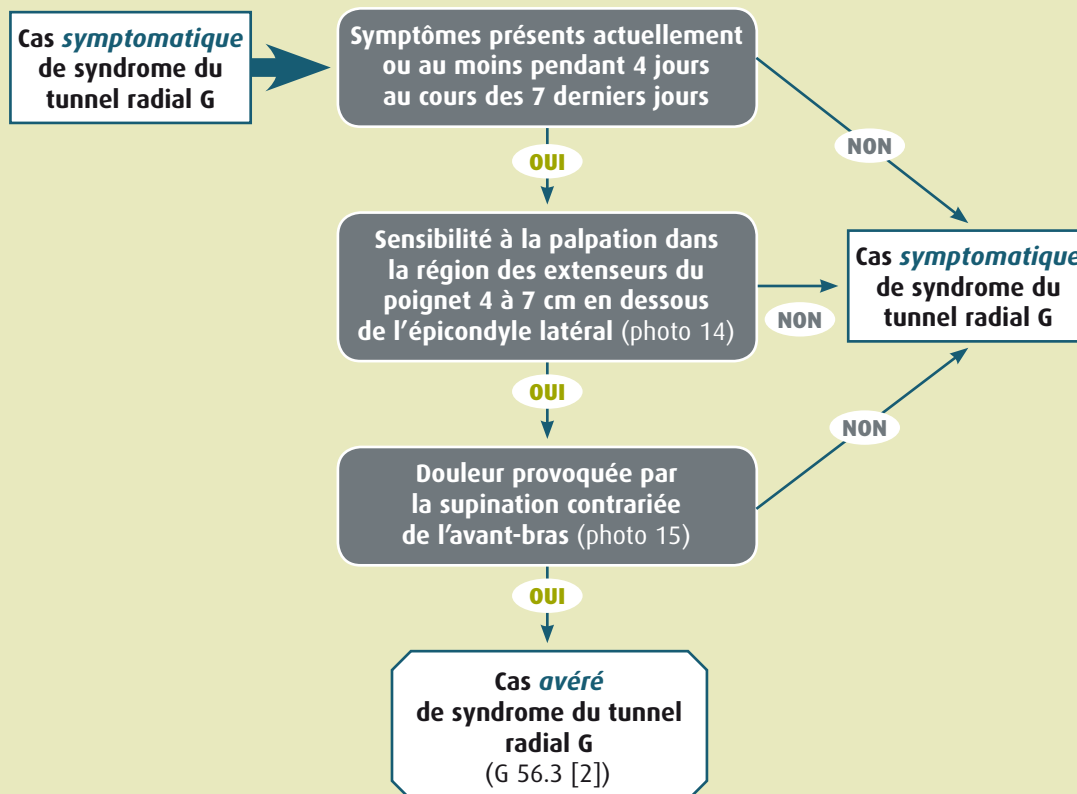 Cas symptomatique
de syndrome du
tunnel radial G
Symptômes présents actuellement
ou au moins pendant 4 jours
au cours des 7 derniers jours
NON
OUI
Sensibilité à la palpation dans
la région des extenseurs du
poignet 4 à 7 cm en dessous
de l'épicondyle latéral (photo 14)
NON
Cas symptomatique
de syndrome du
tunnel radial G
OUI
NON
Douleur provoquée par
la supination contrariée
de l'avant-bras (photo 15)
OUI
Cas avéré
de syndrome du tunnel
radial G
(G 56.3 [2])